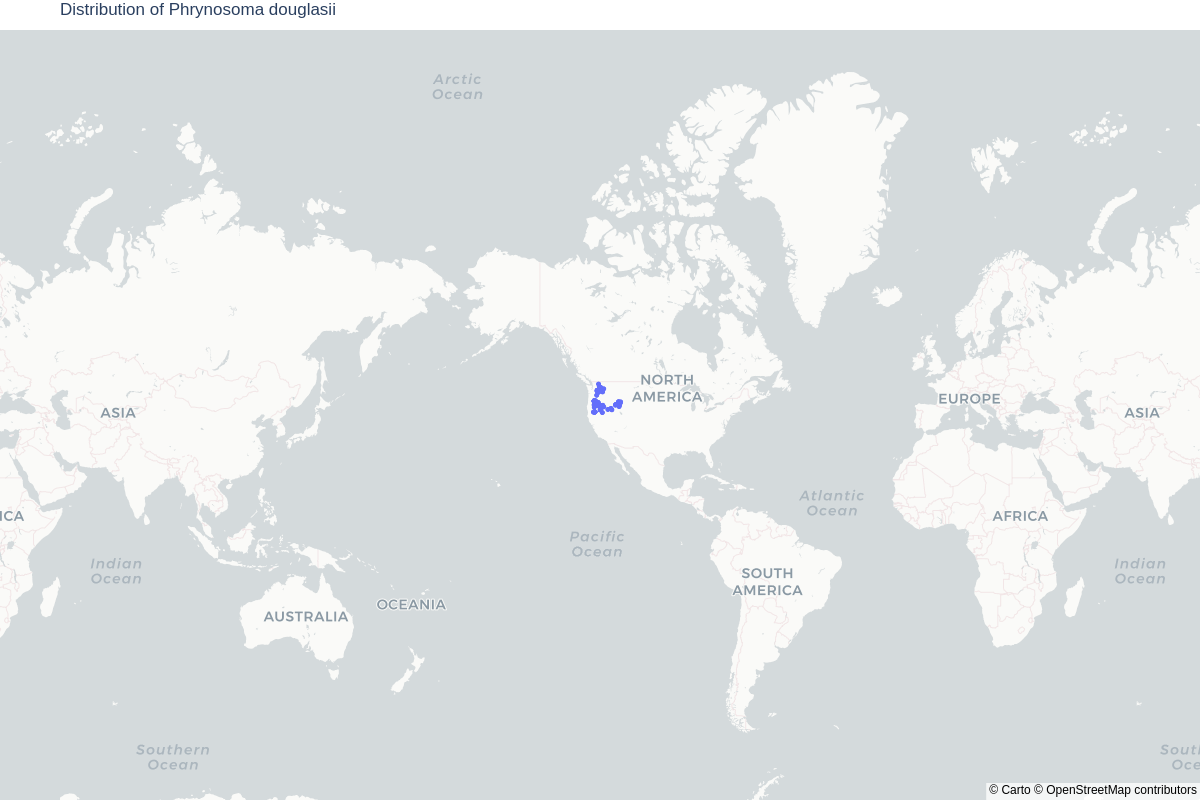 Distribution of Phrynosoma douglasii
Arctic
Ocean
NORTH
AMERICA
ASIA
EUROPE
ASIA
Atlantic
Ocean
ICA
AFRICA
Pacific
Ocean
Indian
Ocean
Indian
Ocean
SOUTH
AMERICA
OCEANIA
AUSTRALIA
Southern
Ocean
Sout
Oce
© Carto © OpenStreetMap contributors